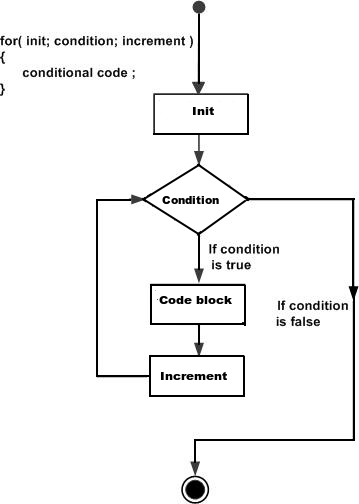 for( init; condition; increment )
{
conditional code ;
}
Init
Condition
If condition
is true
Code block
If condition
is false
Increment